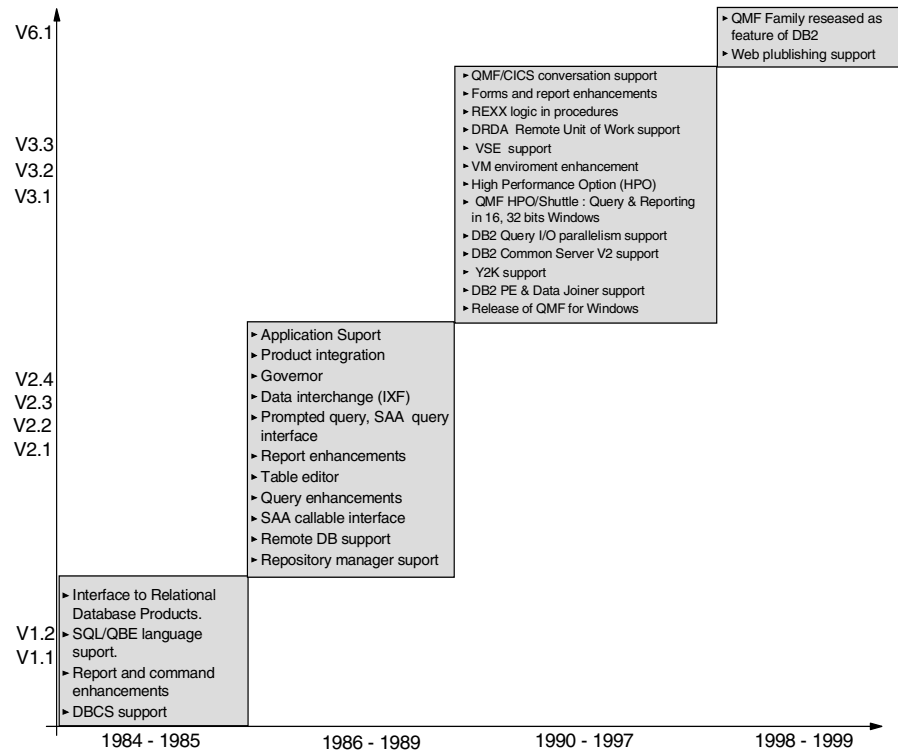 V6.1
► QMF Family reseased as
feature of DB2
► Web plublishing support
V3.3
V3.2
V3.1
► QMF/CICS conversation support
► Forms and report enhancements
► REXX logic in procedures
► DRDA Remote Unit of Work support
► VSE support
► VM enviroment enhancement
► High Performance Option (HPO)
► QMF HPO/Shuttle : Query & Reporting
in 16, 32 bits Windows
► DB2 Query I/O parallelism support
► DB2 Common Server V2 support
► Y2K support
► DB2 PE & Data Joiner support
► Release of QMF for Windows
V2.4
V2.3
V2.2
V2.1
► Application Suport
► Product integration
► Governor
► Data interchange (IXF)
► Prompted query, SAA query
interface
► Report enhancements
► Table editor
► Query enhancements
► SAA callable interface
► Remote DB support
► Repository manager suport
V1.2
V1.1
► Interface to Relational
Database Products.
► SQL/QBE language
suport.
► Report and command
enhancements
► DBCS support
1984 - 1985
1986 - 1989
1990 - 1997
1998 - 1999